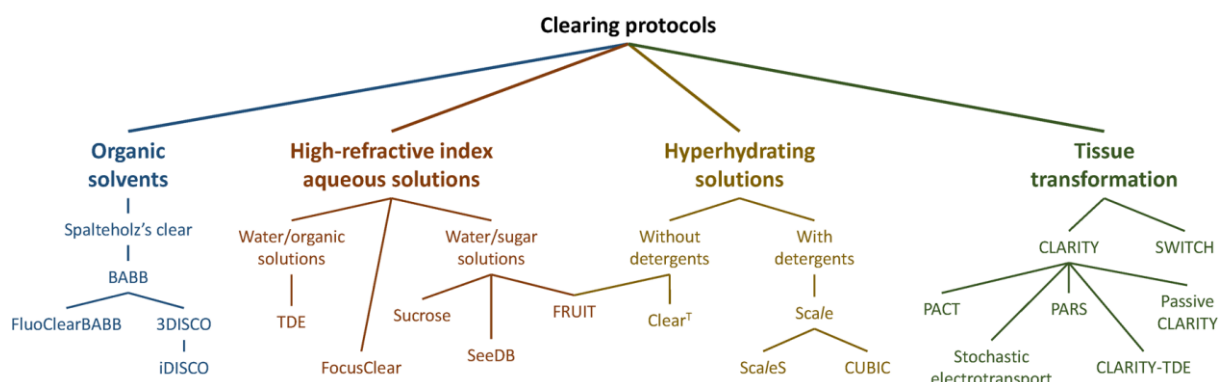 Clearing protocols
Organic
solvents
High-refractive index
aqueous solutions
Hyperhydrating
solutions
Tissue
transformation
Spalteholz's clear
BABB
FluoClearBABB
3DISCO
iDISCO
Water/organic
solutions
TDE
FocusClear
Water/sugar
solutions
Sucrose
SeeDB
FRUIT
Without
detergents
Clearᵀ
With
detergents
Scale
ScaleS
CUBIC
CLARITY
SWITCH
PACT
Stochastic
electrotransport
PARS
CLARITY-TDE
Passive
CLARITY